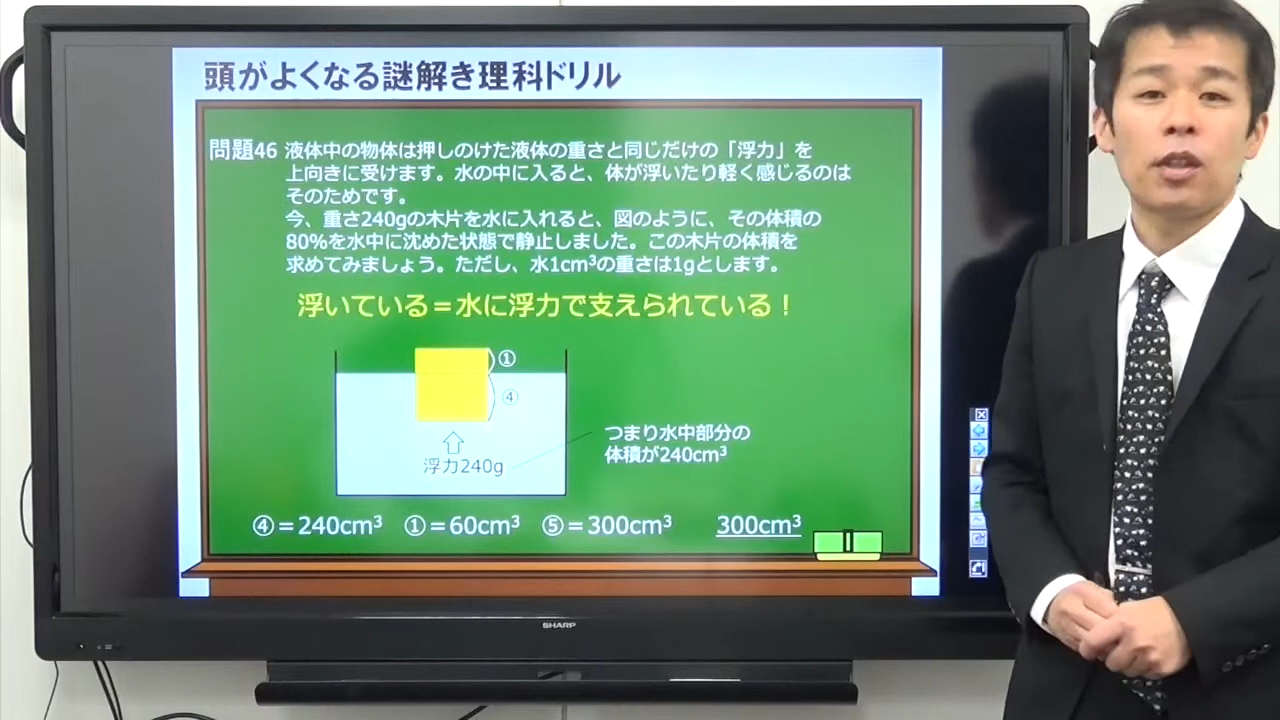 頭がよくなる謎解き理科ドリル
問題46 液体中の物体は押しのけた液体の重さと同じだけの「浮力」を
上向きに受けます。水の中に入ると、体が浮いたり軽く感じるのは
そのためです。
今、重さ240gの木片を水に入れると、図のように、その体積の
80%を水中に沈めた状態で静止しました。この木片の体積を
求めてみましょう。ただし、水1cm³の重さは1gとします。
浮いている＝水に浮力で支えられている！
①
④
つまり水中部分の
体積が240cm³
浮力240g
④＝240cm³ ①＝60cm³ ⑤＝300cm³ 300cm³
SHARP